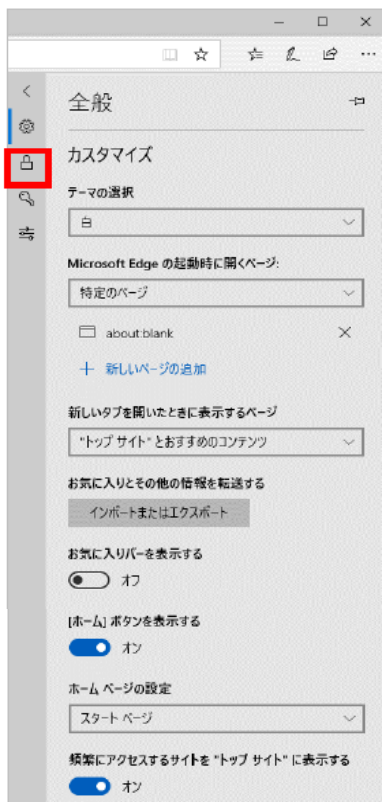 全般
カスタマイズ
テーマの選択
白
Microsoft Edge の起動時に開くページ:
特定のページ
about:blank
新しいページの追加
新しいタブを開いたときに表示するページ
"トップ サイト" とおすすめのコンテンツ
お気に入りとその他の情報を転送する
インポートまたはエクスポート
お気に入りバーを表示する
オフ
[ホーム] ボタンを表示する
オン
ホーム ページの設定
スタート ページ
頻繁にアクセスするサイトを "トップ サイト" に表示する
オン